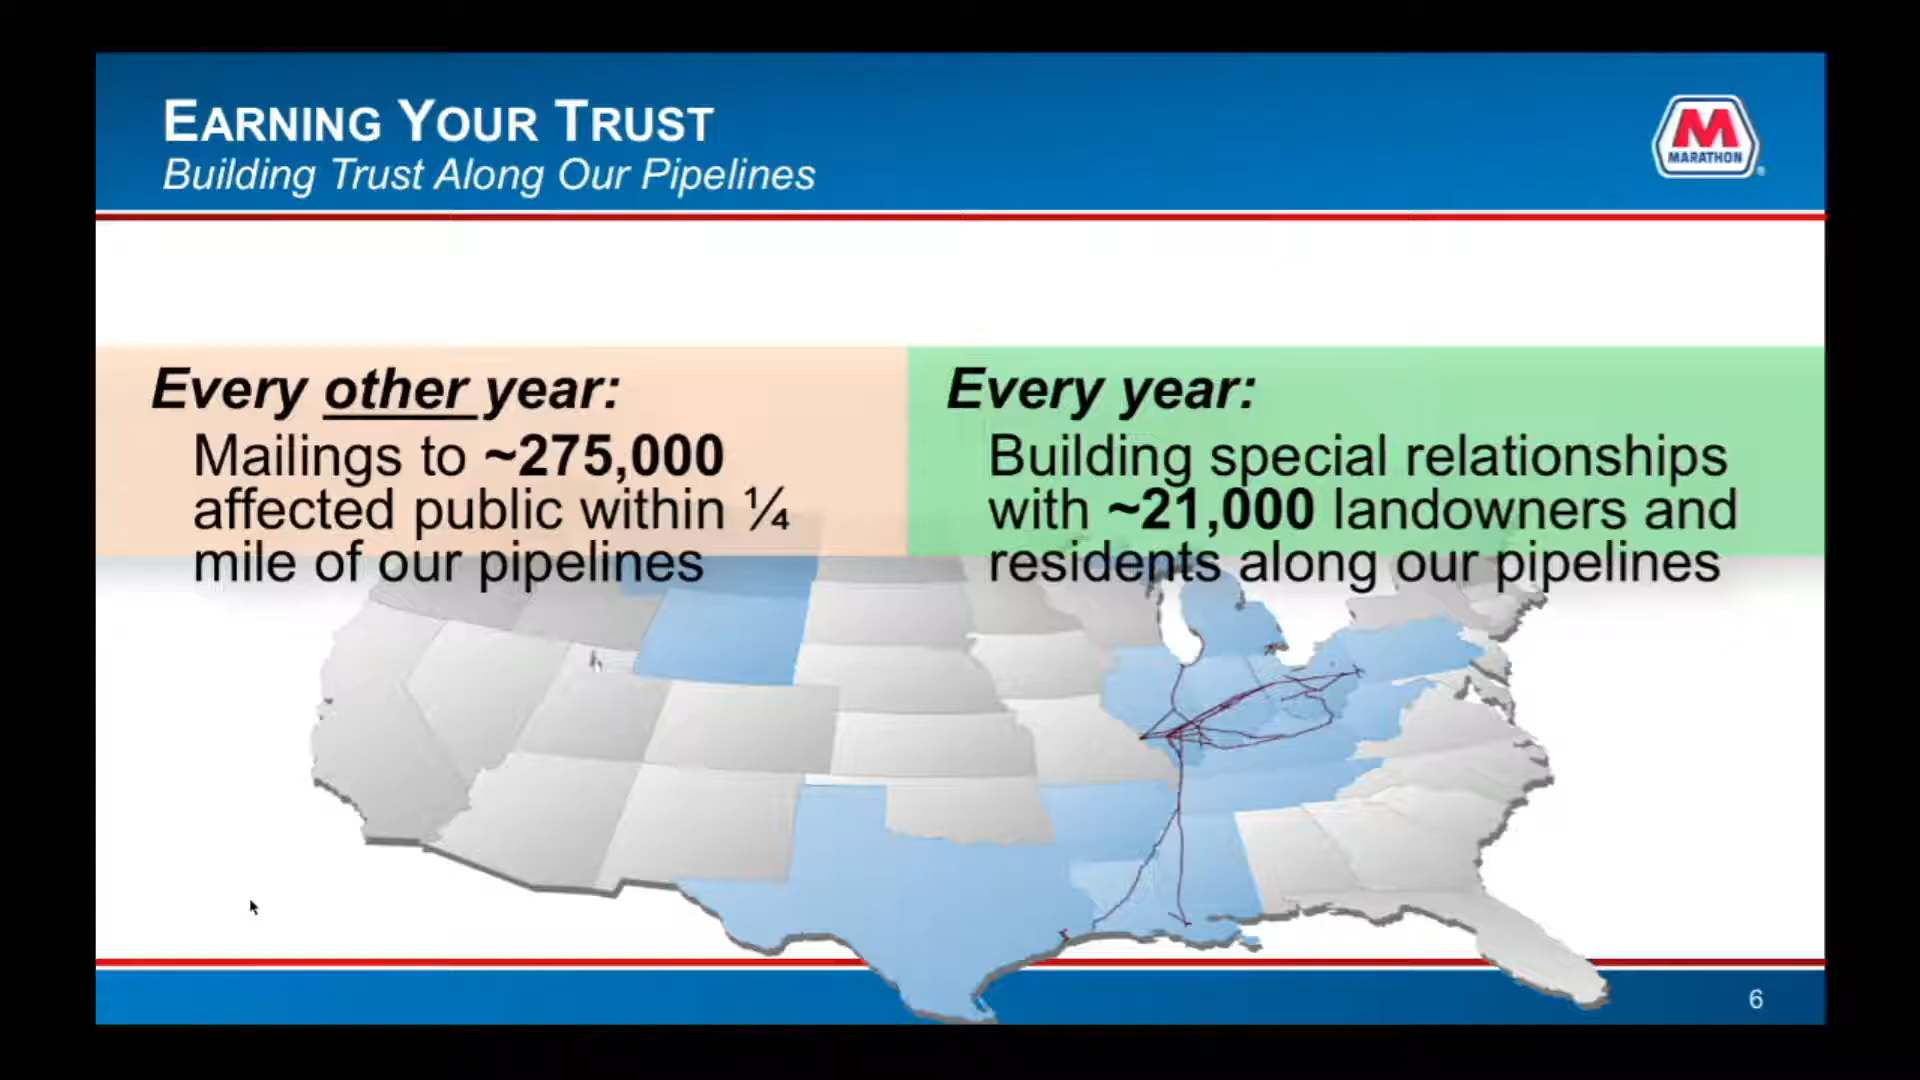 EARNING YOUR TRUST
Building Trust Along Our Pipelines
M
MARATHON
®
Every other year:
Mailings to ~275,000
affected public within ¼
mile of our pipelines
Every year:
Building special relationships
with ~21,000 landowners and
residents along our pipelines
6